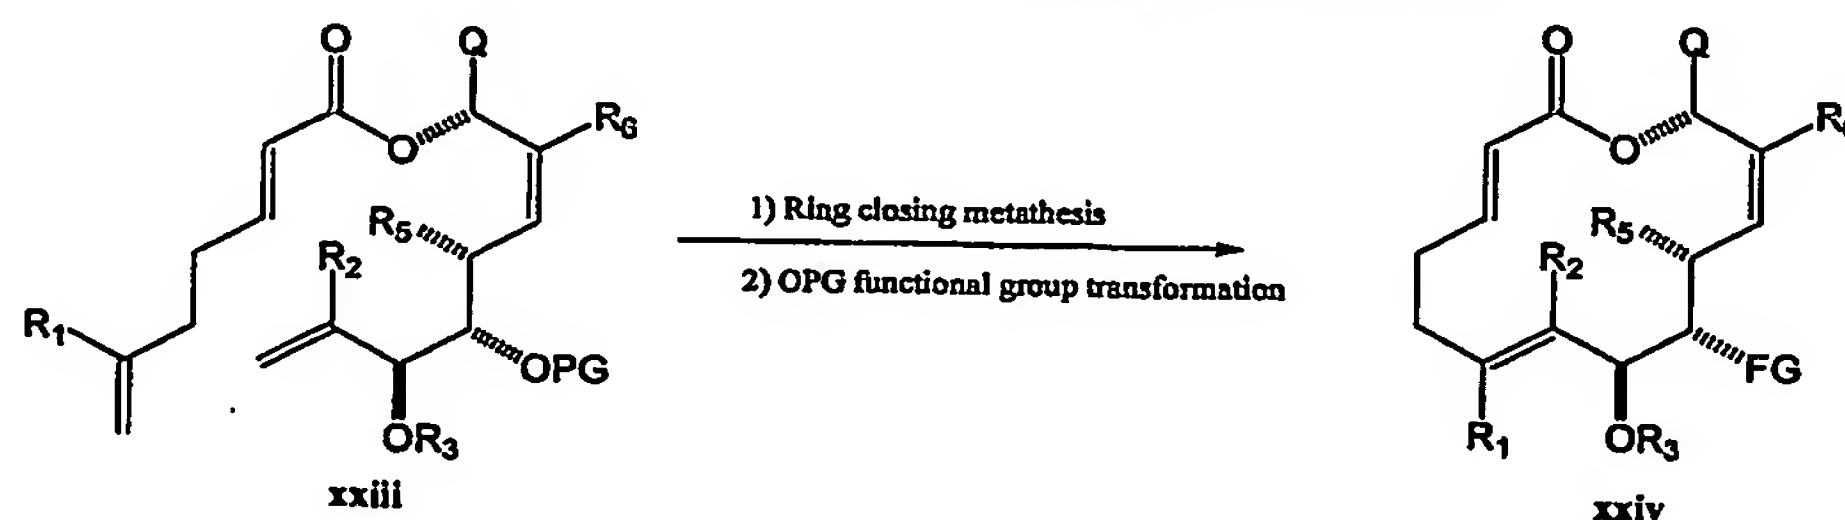 O
Q
R6
O
R5
R2
R1
OPG
OR3
xxiii
1) Ring closing metathesis
2) OPG functional group transformation
O
Q
O
R5
R2
FG
R1
OR3
xxiv